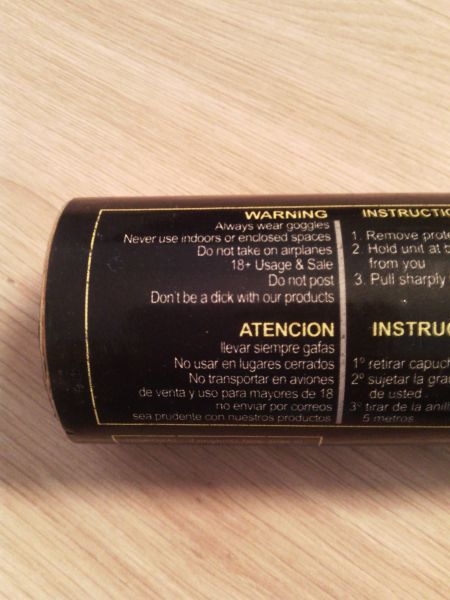 WARNING
Always wear goggles
Never use indoors or enclosed spaces
Do not take on airplanes
18+ Usage & Sale
Do not post
Don't be a dick with our products
INSTRUCTIO
1. Remove prote
2. Hold unit at b
from you
3. Pull sharply
ATENCION
llevar siempre gafas
No usar en lugares cerrados
No transportar en aviones
de venta y uso para mayores de 18
no enviar por correos
sea prudente con nuestros productos
INSTRUC
1º retirar capuch
2º sujetar la gra
de usted
3º tirar de la anill
5 metros